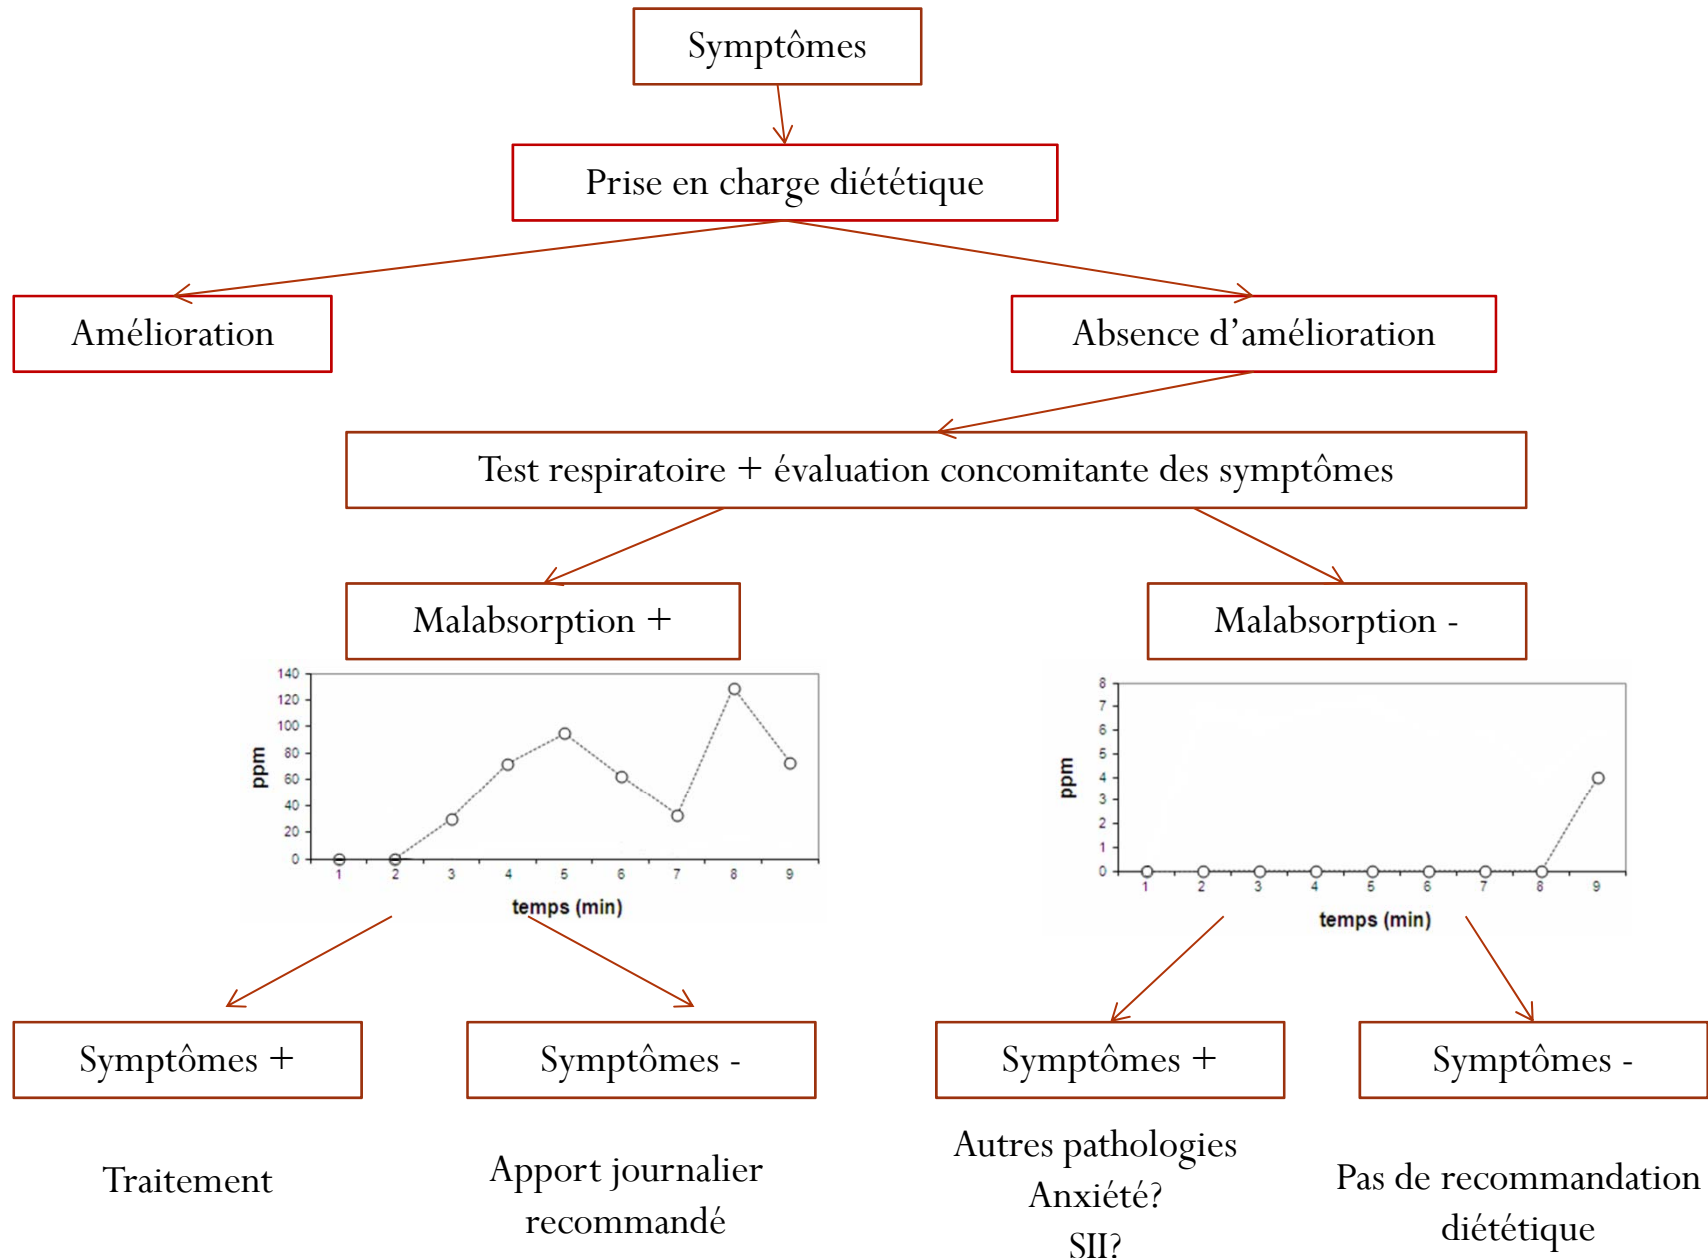 Symptômes
Prise en charge diététique
Amélioration
Absence d’amélioration
Test respiratoire + évaluation concomitante des symptômes
Malabsorption +
Malabsorption -
140
120
100
80
60
40
20
0
ppm
1 2 3 4 5 6 7 8 9
temps (min)
8
7
6
5
4
3
2
1
0
ppm
1 2 3 4 5 6 7 8 9
temps (min)
Symptômes +
Symptômes -
Symptômes +
Symptômes -
Traitement
Apport journalier
recommandé
Autres pathologies
Anxiété?
SII?
Pas de recommandation
diététique